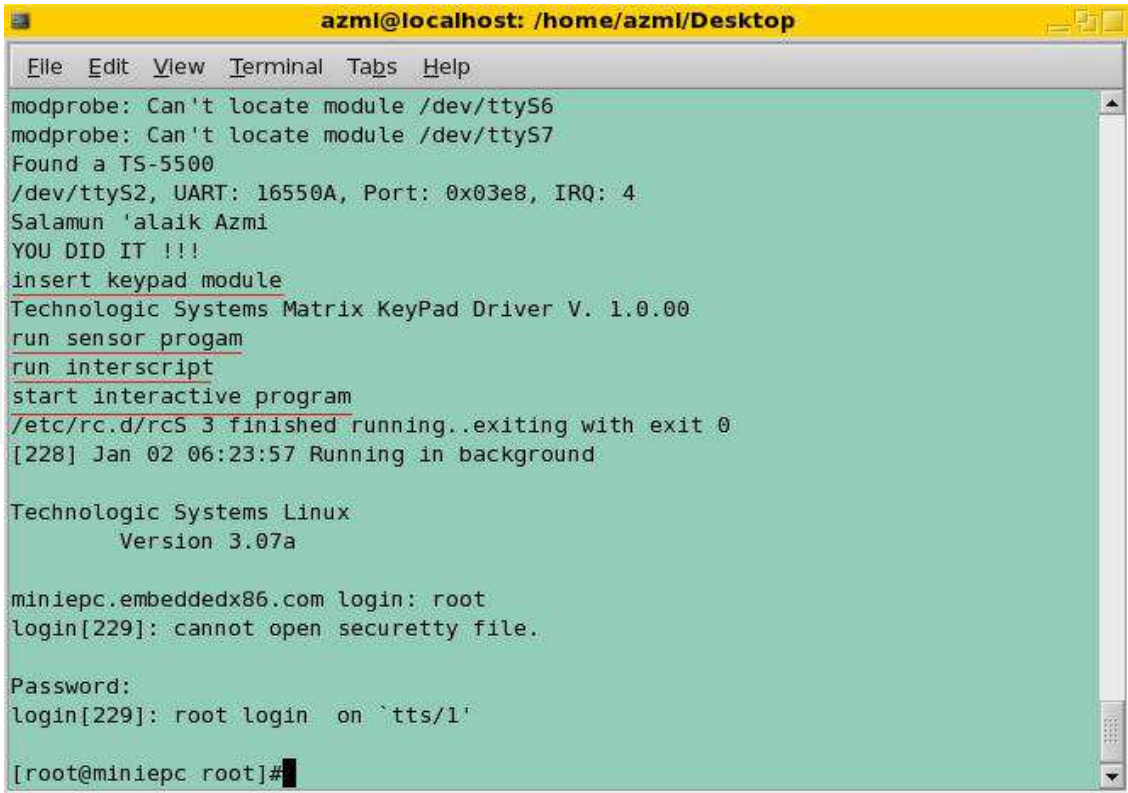 azmi@localhost: /home/azmi/Desktop
File Edit View Terminal Tabs Help
modprobe: Can't locate module /dev/ttyS6
modprobe: Can't locate module /dev/ttyS7
Found a TS-5500
/dev/ttyS2, UART: 16550A, Port: 0x03e8, IRQ: 4
Salamun 'alaik Azmi
YOU DID IT !!!
insert keypad module
Technologic Systems Matrix KeyPad Driver V. 1.0.00
run sensor progam
run interscript
start interactive program
/etc/rc.d/rcS 3 finished running..exiting with exit 0
[228] Jan 02 06:23:57 Running in background
Technologic Systems Linux
Version 3.07a
miniepc.embeddedx86.com login: root
login[229]: cannot open securetty file.
Password:
login[229]: root login  on `tts/1'
[root@miniepc root]#